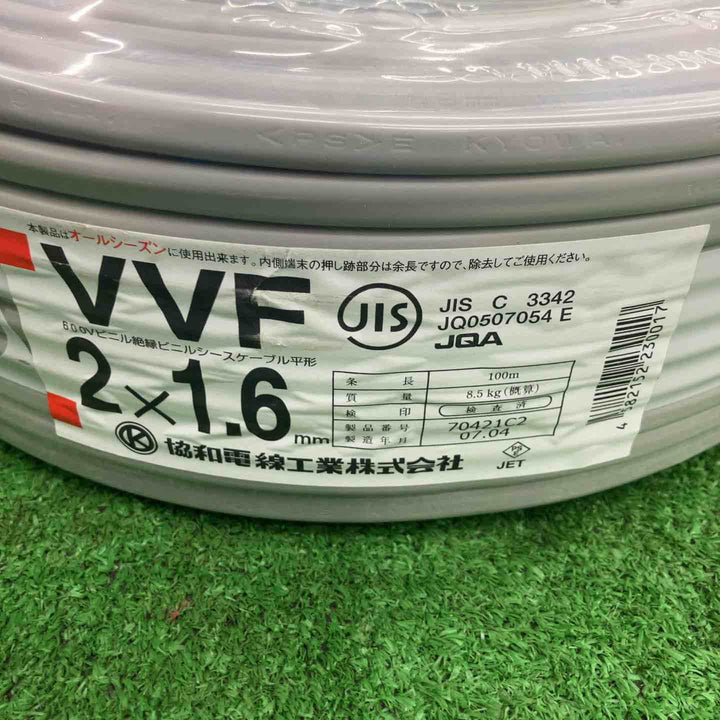 <PS>E KYOWA
本製品はオールシーズンに使用出来ます。内側端末の押し跡部分は余長ですので、除去してご使用ください。
VVF
600Vビニル絶縁ビニルシースケーブル平形
2×1.6mm
JIS
JIS C 3342
JQ0507054 E
JQA
条長 100m
質量 8.5kg(概算)
検印 検査済
製品番号 70421C2
製造年月 07.04
協和電線工業株式会社
JET